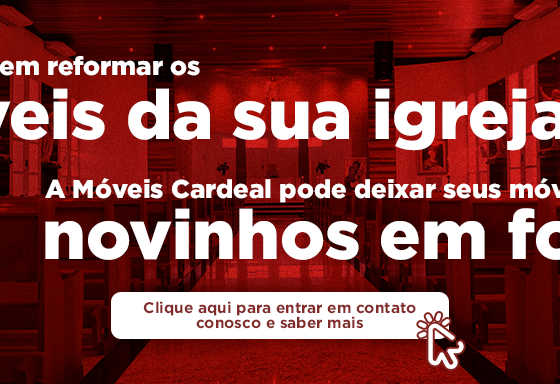 em reformar os
veis da sua igreja
A Móveis Cardeal pode deixar seus móv
novinhos em fo
Clique aqui para entrar em contato
conosco e saber mais